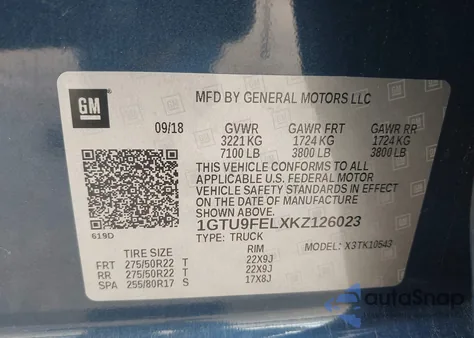 GM
MFD BY GENERAL MOTORS LLC
09/18 GVWR GAWR FRT GAWR RR
3221 KG 1724 KG 1724 KG
7100 LB 3800 LB 3800 LB
THIS VEHICLE CONFORMS TO ALL
APPLICABLE U.S. FEDERAL MOTOR
VEHICLE SAFETY STANDARDS IN EFFECT
ON THE DATE OF MANUFACTURE
SHOWN ABOVE.
1GTU9FELXKZ126023
619D TYPE: TRUCK MODEL: X3TK10543
TIRE SIZE RIM
FRT 275/50R22 T 22X9J
RR 275/50R22 T 22X9J
SPA 255/80R17 S 17X8J
autoSnap